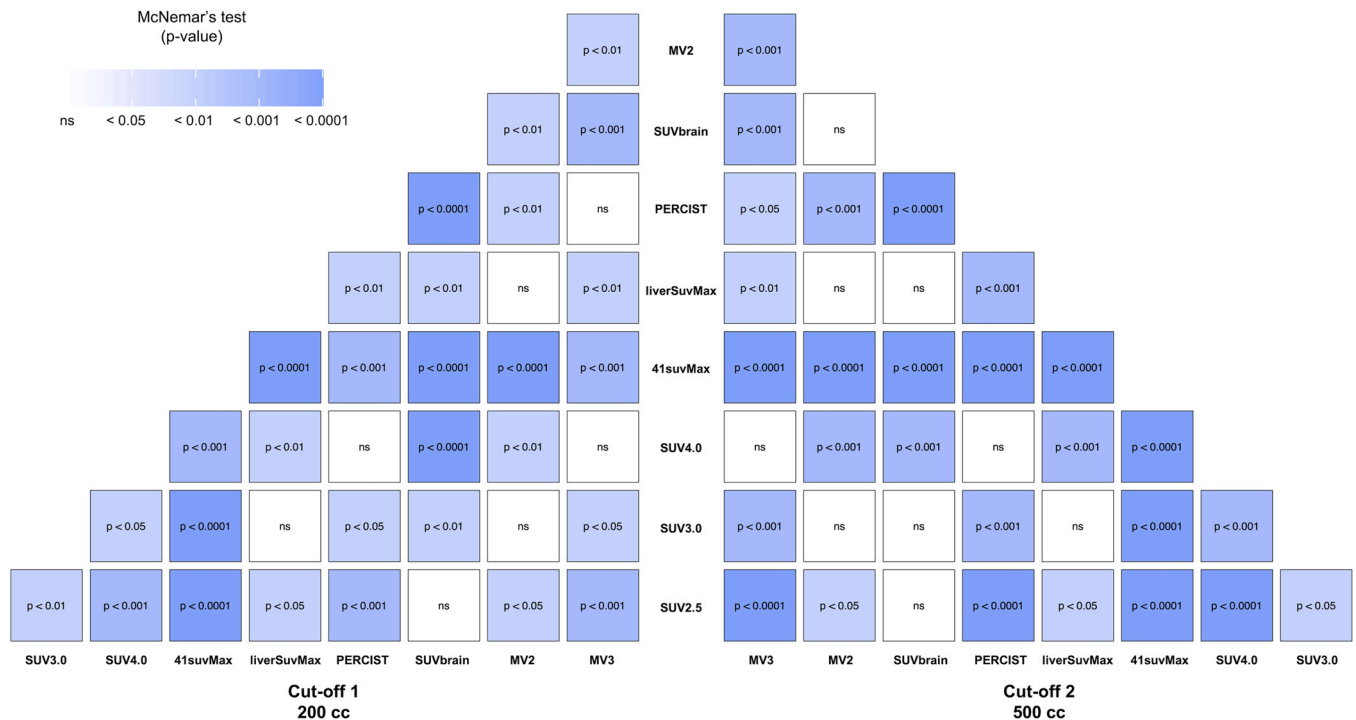 McNemar's test
(p-value)
ns < 0.05 < 0.01 < 0.001 < 0.0001
p < 0.01 MV2 p < 0.001
p < 0.01 p < 0.001 SUVbrain p < 0.001 ns
p < 0.0001 p < 0.01 ns PERCIST p < 0.05 p < 0.001 p < 0.0001
p < 0.01 p < 0.01 ns p < 0.01 liverSuvMax p < 0.01 ns ns p < 0.001
p < 0.0001 p < 0.001 p < 0.0001 p < 0.0001 p < 0.001 41suvMax p < 0.0001 p < 0.0001 p < 0.0001 p < 0.0001 p < 0.0001
p < 0.001 p < 0.01 ns p < 0.0001 p < 0.01 ns SUV4.0 ns p < 0.001 p < 0.001 ns p < 0.001 p < 0.0001
p < 0.05 p < 0.0001 ns p < 0.05 p < 0.01 ns p < 0.05 SUV3.0 p < 0.001 ns ns p < 0.001 ns p < 0.0001 p < 0.001
p < 0.01 p < 0.001 p < 0.0001 p < 0.05 p < 0.001 ns p < 0.05 p < 0.001 SUV2.5 p < 0.0001 p < 0.05 ns p < 0.0001 p < 0.05 p < 0.0001 p < 0.0001 p < 0.05
SUV3.0 SUV4.0 41suvMax liverSuvMax PERCIST SUVbrain MV2 MV3 MV3 MV2 SUVbrain PERCIST liverSuvMax 41suvMax SUV4.0 SUV3.0
Cut-off 1 Cut-off 2
200 cc 500 cc